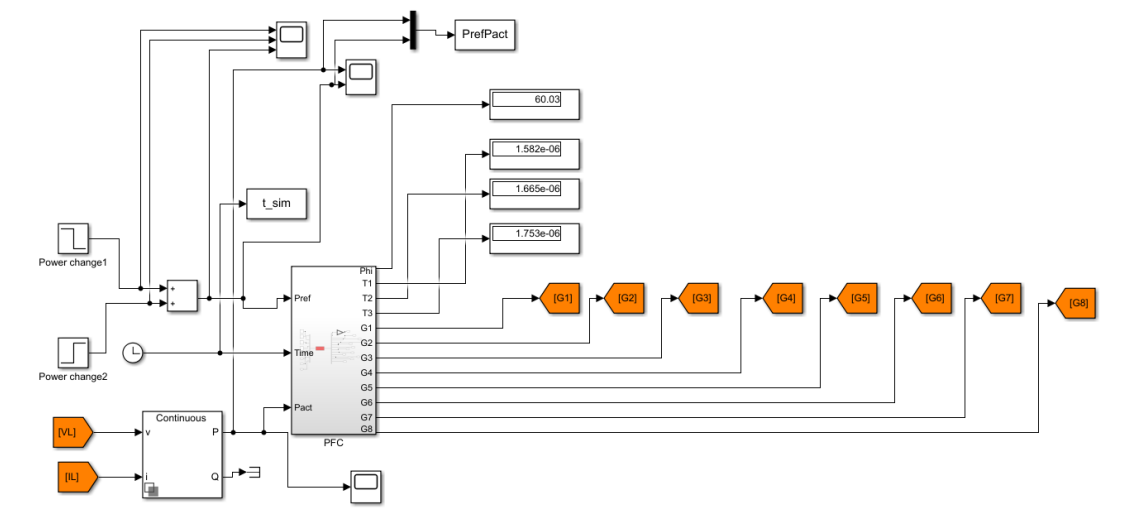 PrefPact
60.03
1.582e-06
1.665e-06
1.753e-06
t_sim
Power change1
+
+
Power change2
Pref
Time
Pact
Phi
T1
T2
T3
G1
G2
G3
G4
G5
G6
G7
G8
PFC
[G1]
[G2]
[G3]
[G4]
[G5]
[G6]
[G7]
[G8]
[VL]
[IL]
Continuous
v
P
i
Q